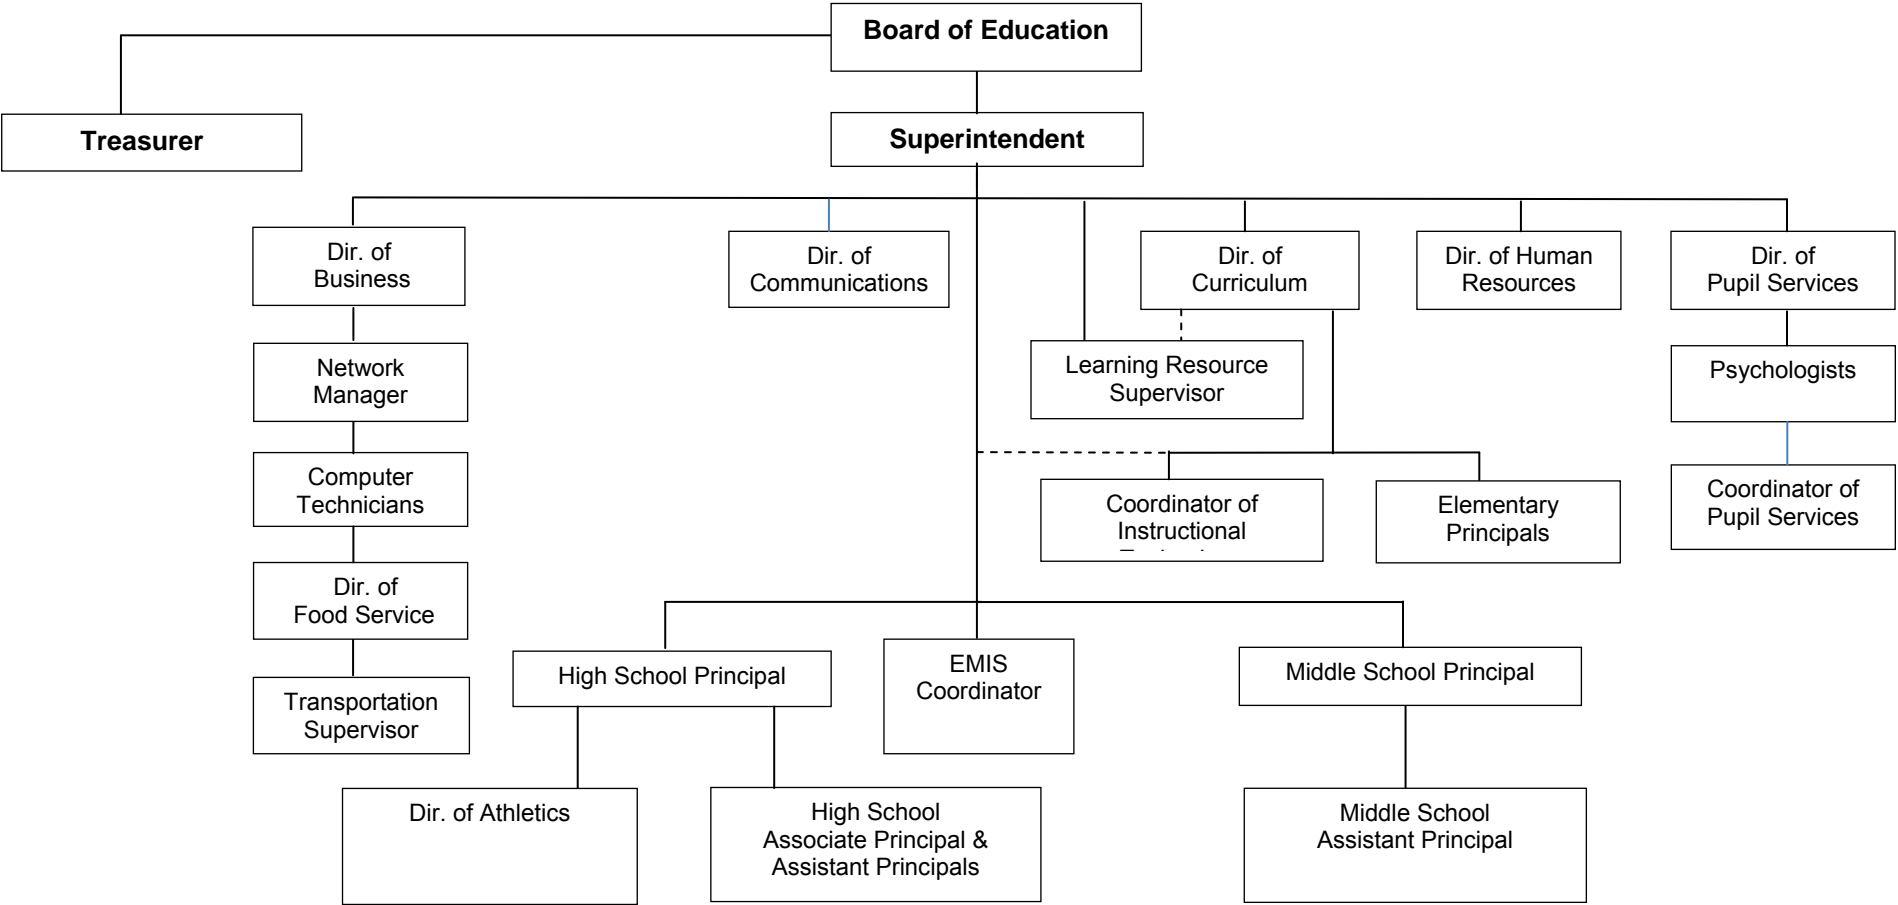 Board of Education
Treasurer
Superintendent
Dir. of
Business
Dir. of
Communications
Dir. of
Curriculum
Dir. of Human
Resources
Dir. of
Pupil Services
Network
Manager
Learning Resource
Supervisor
Psychologists
Computer
Technicians
Coordinator of
Instructional
Elementary
Principals
Coordinator of
Pupil Services
Dir. of
Food Service
High School Principal
EMIS
Coordinator
Middle School Principal
Transportation
Supervisor
Dir. of Athletics
High School
Associate Principal &
Assistant Principals
Middle School
Assistant Principal